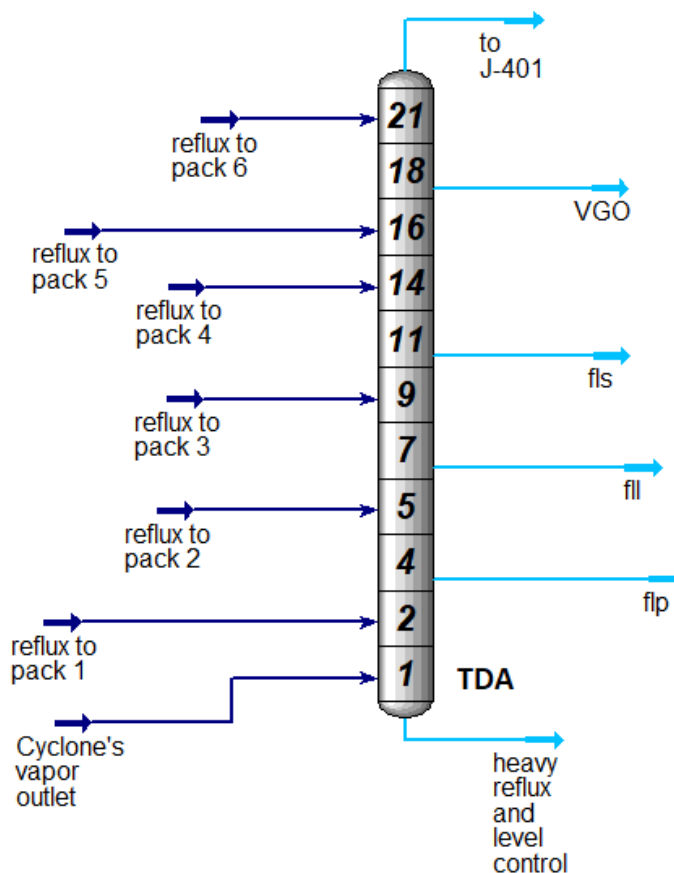 to
J-401
21
reflux to
pack 6
18
VGO
16
reflux to
pack 5
14
reflux to
pack 4
11
fls
9
reflux to
pack 3
7
fll
5
reflux to
pack 2
4
flp
2
reflux to
pack 1
1
TDA
Cyclone's
vapor
outlet
heavy
reflux
and
level
control